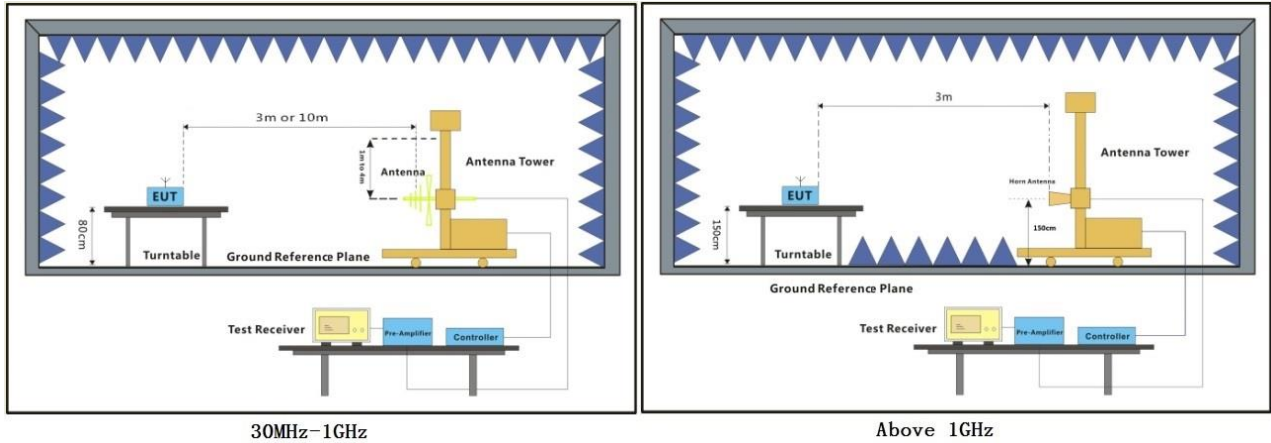 3m or 10m
1m to 4m
Antenna
Antenna Tower
EUT
80cm
Turntable
Ground Reference Plane
Test Receiver
Pre-Amplifier
Controller
30MHz-1GHz
3m
Antenna Tower
Horn Antenna
EUT
150cm
150cm
Turntable
Ground Reference Plane
Test Receiver
Pre-Amplifier
Controller
Above 1GHz